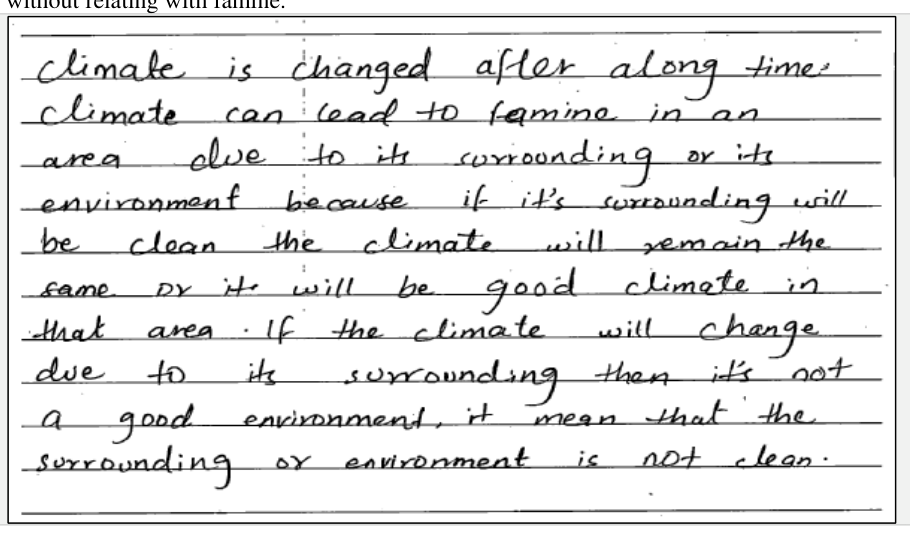 without relating with famine.
climate is changed after along time.
climate can lead to famine in an
area due to its surrounding or its
environment because if it's surrounding will
be clean the climate will remain the
same or it will be good climate in
that area. If the climate will change
due to its surrounding then it's not
a good environment, it mean that the
surrounding or environment is not clean.